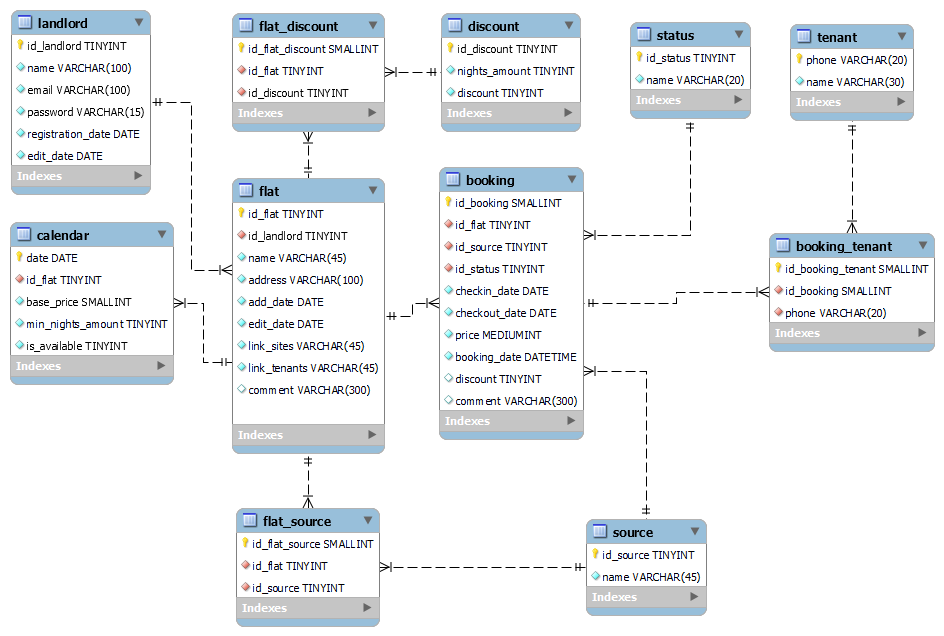 landlord
id_landlord TINYINT
name VARCHAR(100)
email VARCHAR(100)
password VARCHAR(15)
registration_date DATE
edit_date DATE
Indexes
flat_discount
id_flat_discount SMALLINT
id_flat TINYINT
id_discount TINYINT
Indexes
discount
id_discount TINYINT
nights_amount TINYINT
discount TINYINT
Indexes
status
id_status TINYINT
name VARCHAR(20)
Indexes
tenant
phone VARCHAR(20)
name VARCHAR(30)
Indexes
calendar
date DATE
id_flat TINYINT
base_price SMALLINT
min_nights_amount TINYINT
is_available TINYINT
Indexes
flat
id_flat TINYINT
id_landlord TINYINT
name VARCHAR(45)
address VARCHAR(100)
add_date DATE
edit_date DATE
link_sites VARCHAR(45)
link_tenants VARCHAR(45)
comment VARCHAR(300)
Indexes
booking
id_booking SMALLINT
id_flat TINYINT
id_source TINYINT
id_status TINYINT
checkin_date DATE
checkout_date DATE
price MEDIUMINT
booking_date DATETIME
discount TINYINT
comment VARCHAR(300)
Indexes
booking_tenant
id_booking_tenant SMALLINT
id_booking SMALLINT
phone VARCHAR(20)
Indexes
flat_source
id_flat_source SMALLINT
id_flat TINYINT
id_source TINYINT
Indexes
source
id_source TINYINT
name VARCHAR(45)
Indexes